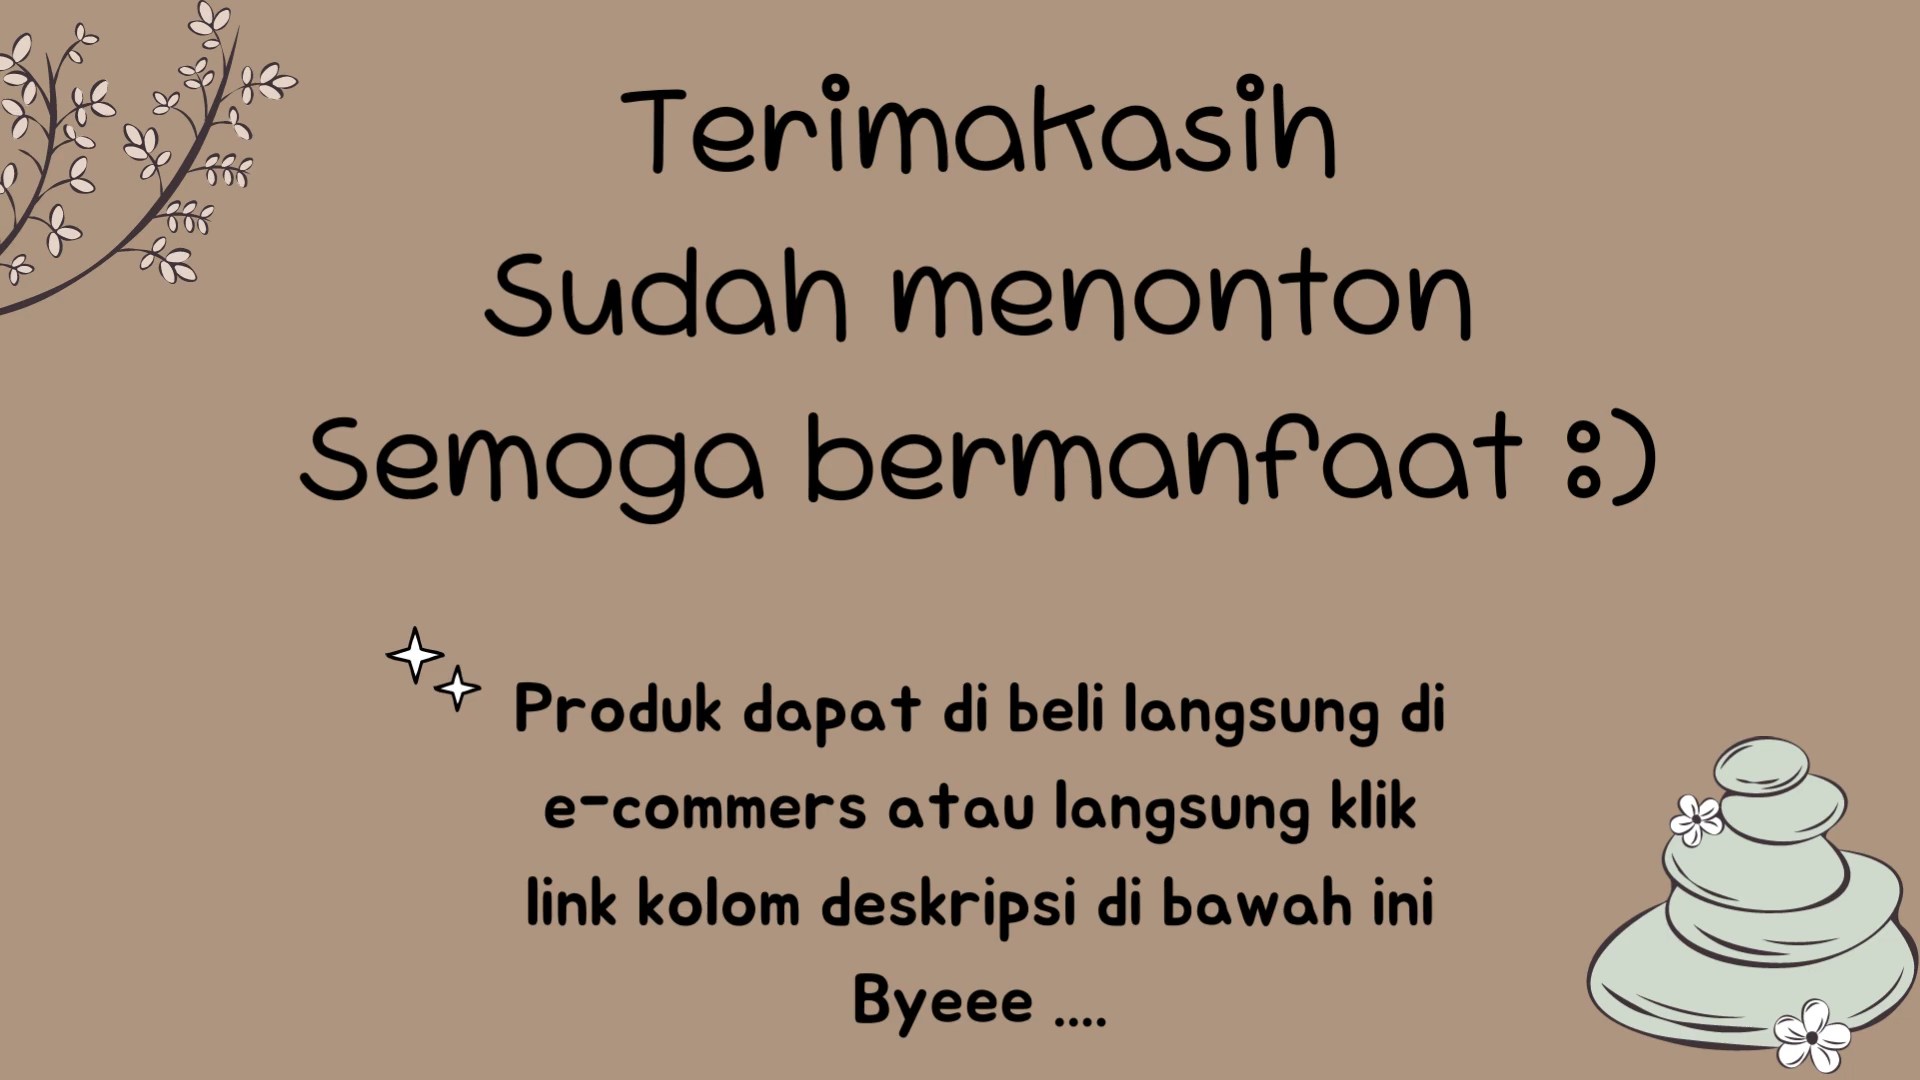 Terimakasih
Sudah menonton
Semoga bermanfaat :)
Produk dapat di beli langsung di
e-commers atau langsung klik
link kolom deskripsi di bawah ini
Byeee ....